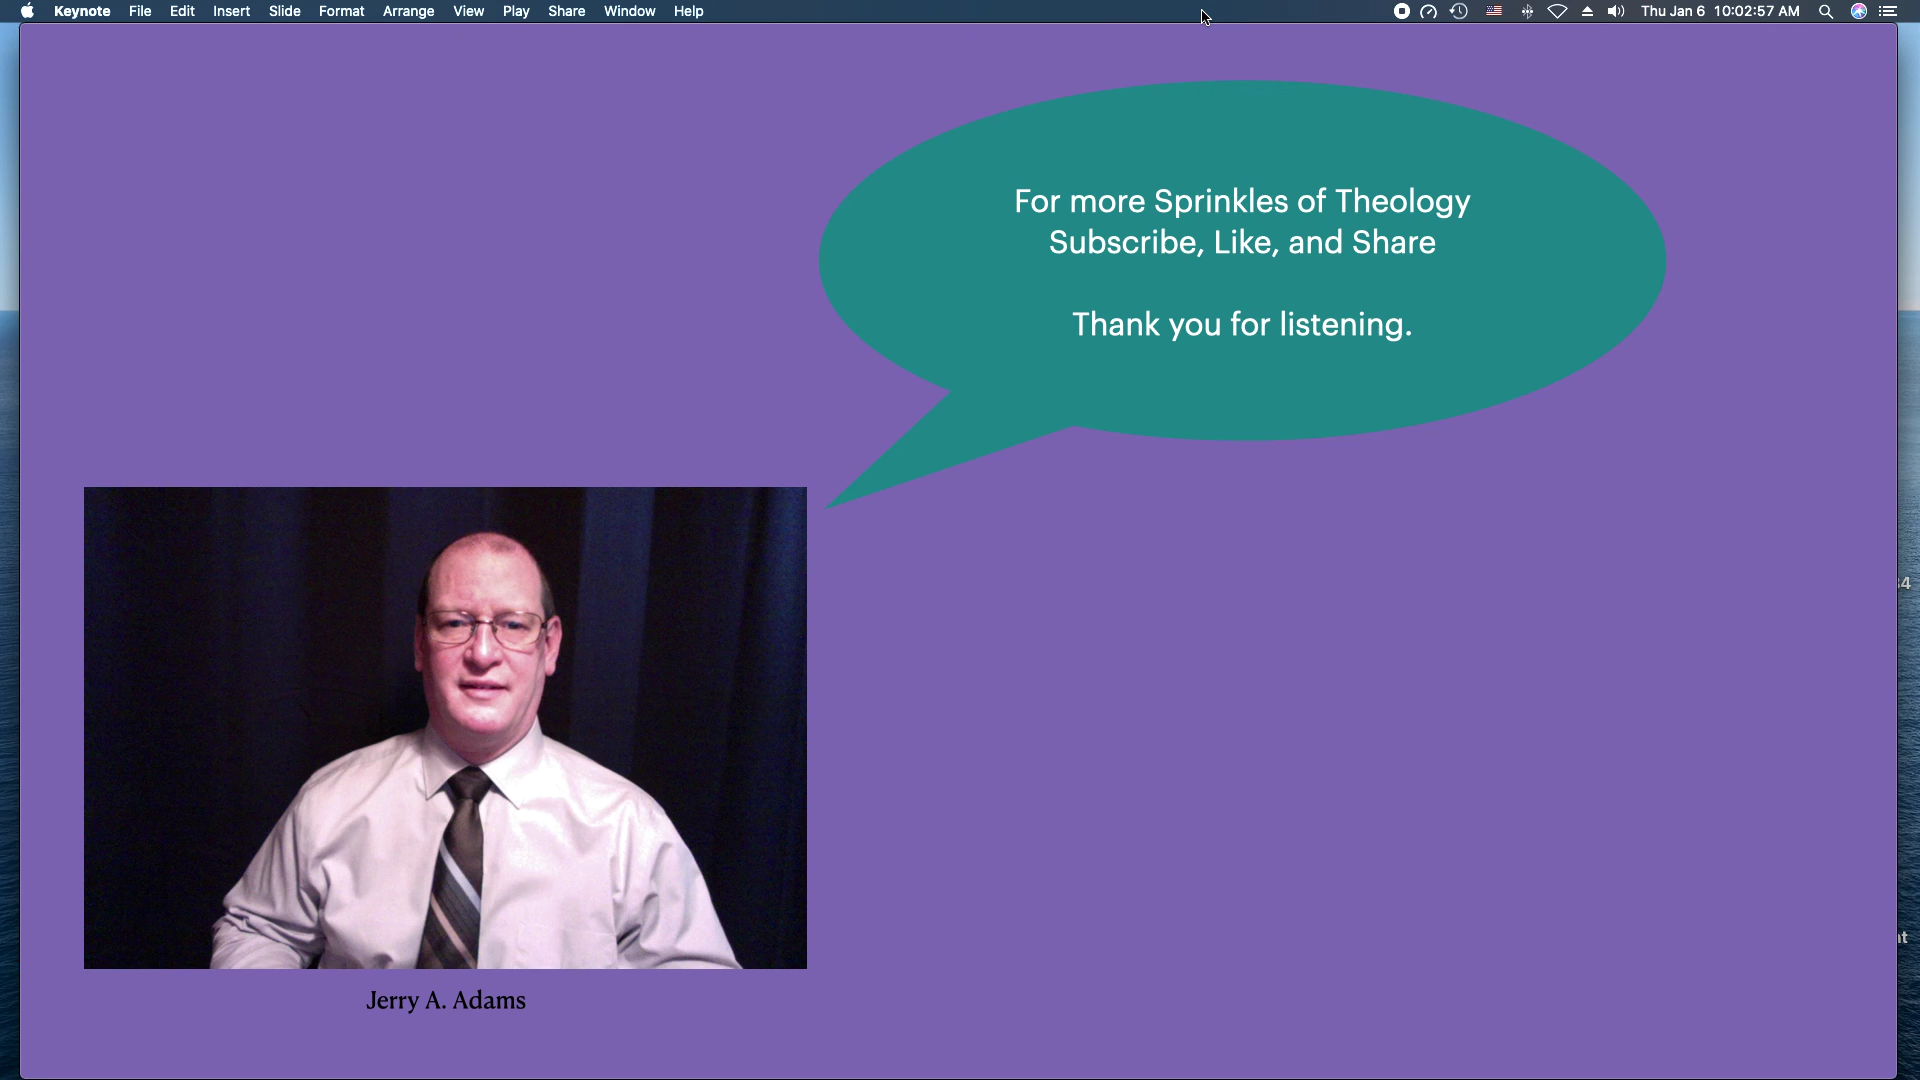 Keynote File Edit Insert Slide Format Arrange View Play Share Window Help Thu Jan 6 10:02:57 AM
For more Sprinkles of Theology
Subscribe, Like, and Share
Thank you for listening.
Jerry A. Adams